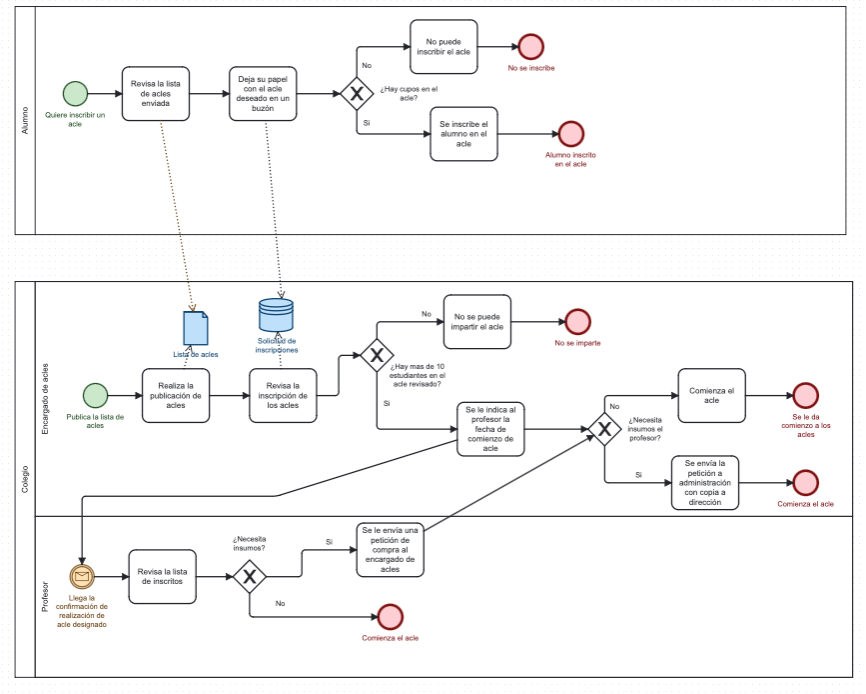 Alumno
Quiere inscribir un
acle
Revisa la lista
de acles
enviada
Deja su papel
con el acle
deseado en un
buzón
¿Hay cupos en el
acle?
No
No puede
inscribir el acle
No se inscribe
Si
Se inscribe el
alumno en el
acle
Alumno inscrito
en el acle
Colegio
Encargado de acles
Publica la lista de
acles
Lista de acles
Realiza la
publicación de
acles
Solicitud de
inscripciones
Revisa la
inscripción de
los acles
¿Hay mas de 10
estudiantes en el
acle revisado?
No
No se puede
impartir el acle
No se imparte
Si
Se le indica al
profesor la
fecha de
comienzo de
acle
¿Necesita
insumos el
profesor?
No
Comienza el
acle
Se le da
comienzo a los
acles
Si
Se envía la
petición a
administración
con copia a
dirección
Comienza el acle
Profesor
Llega la
confirmación de
realización de
acle designado
Revisa la lista
de inscritos
¿Necesita
insumos?
Si
Se le envía una
petición de
compra al
encargado de
acles
No
Comienza el acle